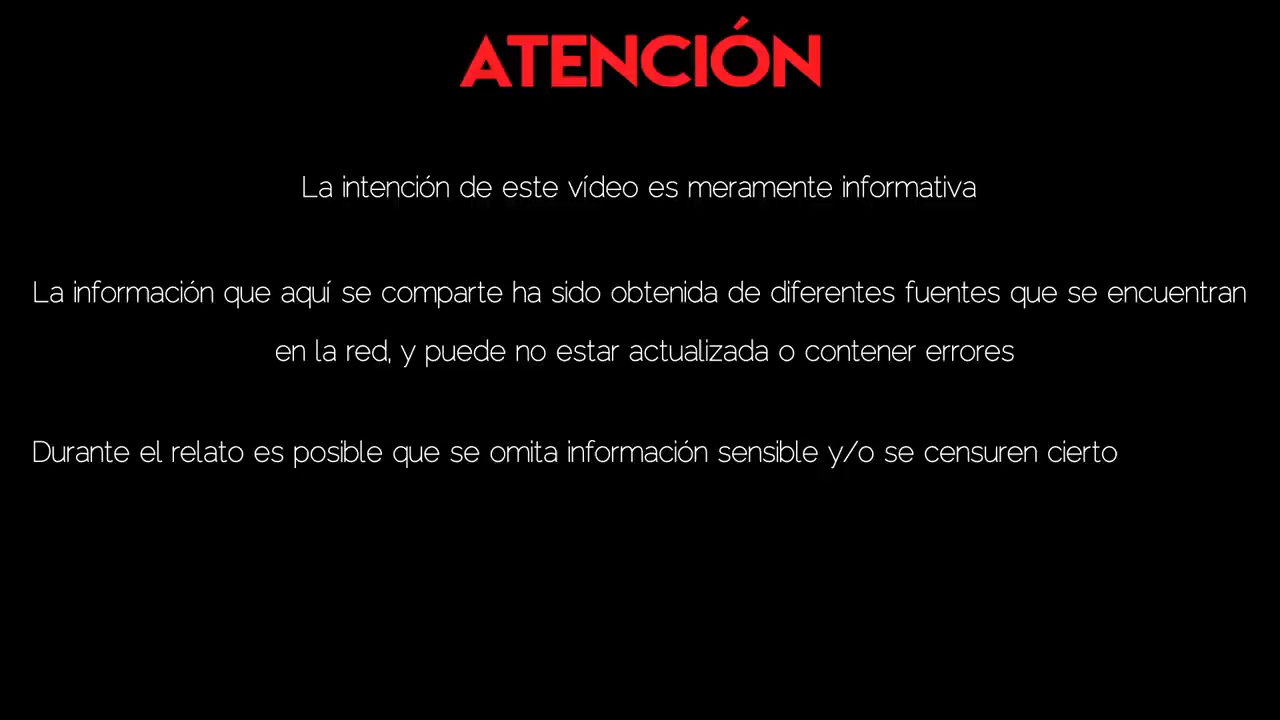 ATENCIÓN
La intención de este vídeo es meramente informativa
La información que aquí se comparte ha sido obtenida de diferentes fuentes que se encuentran
en la red, y puede no estar actualizada o contener errores
Durante el relato es posible que se omita información sensible y/o se censuren cierto